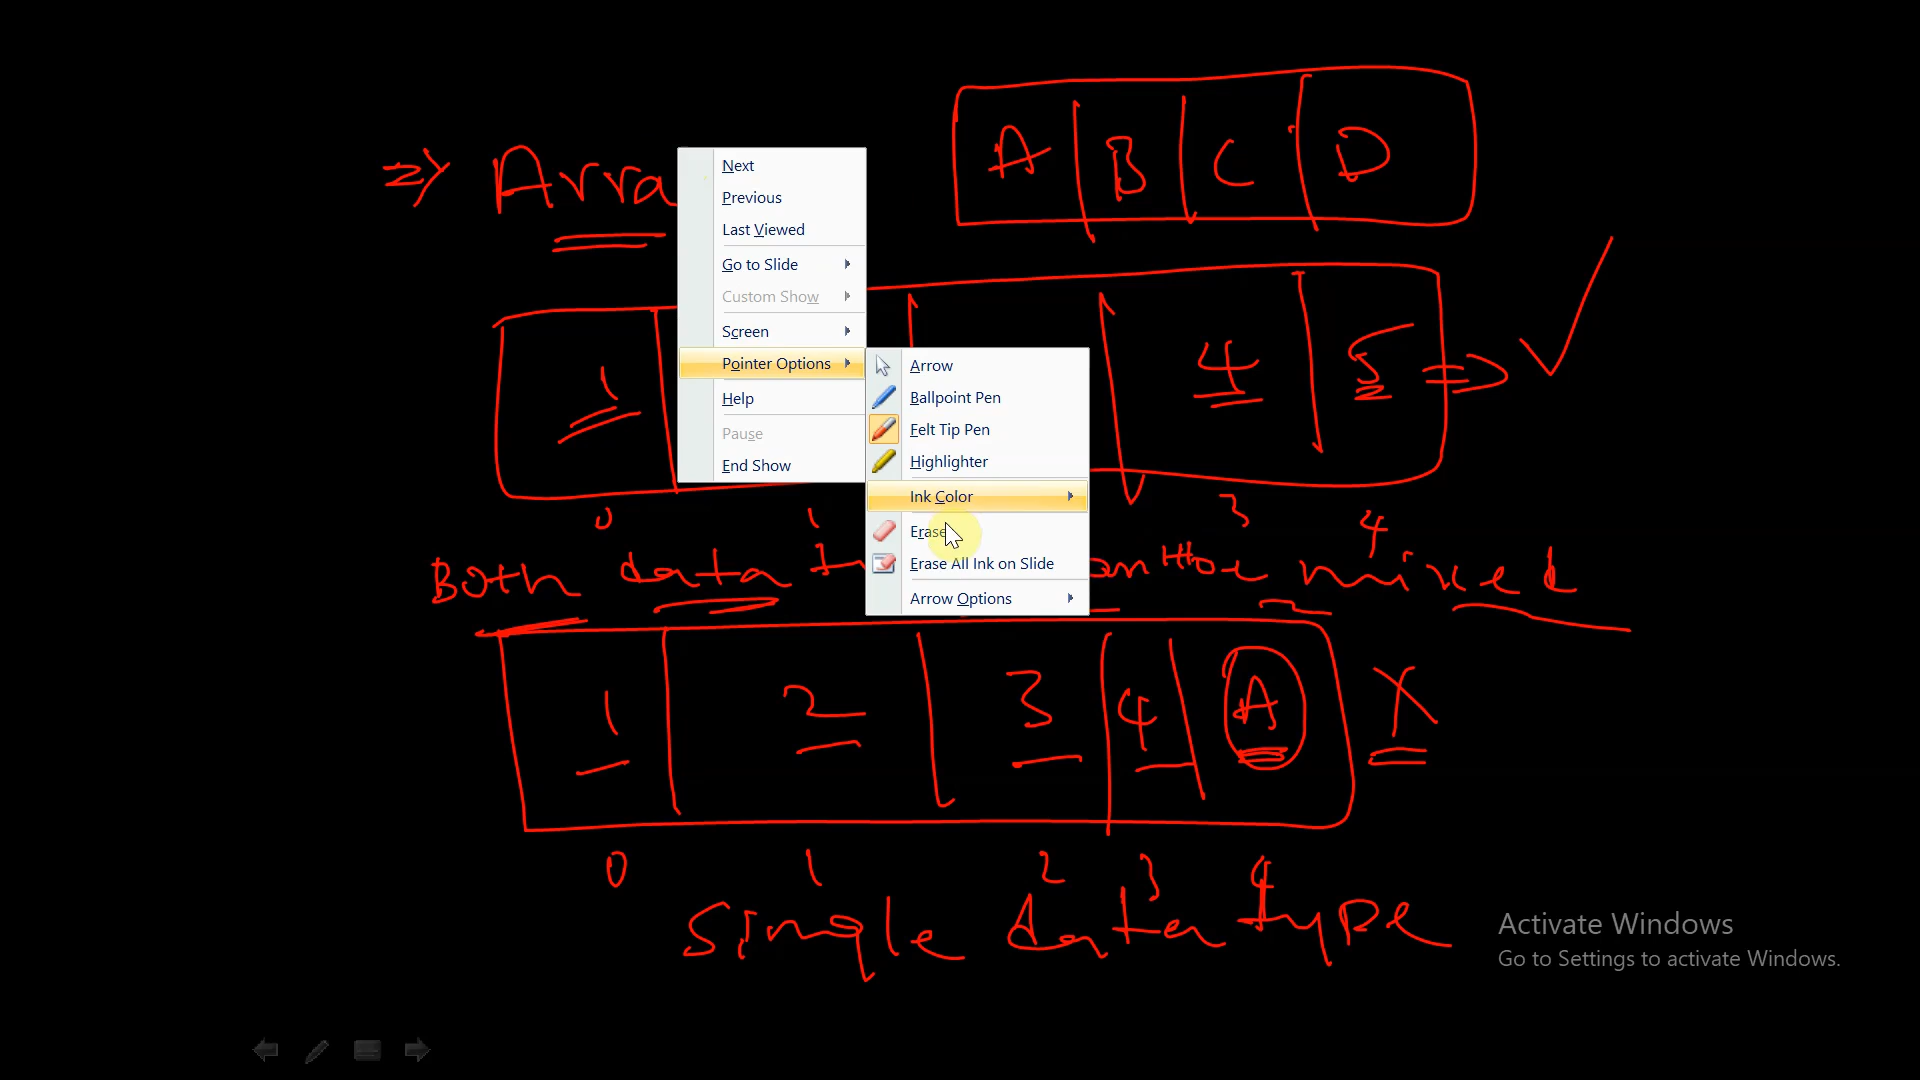 => Arra
A B C D
1 4 5 =>
0 1 3 4
Both data mixed
1 2 3 4 A X
0 1 2 3 4
Single data type
Next
Previous
Last Viewed
Go to Slide
Custom Show
Screen
Pointer Options
Help
Pause
End Show
Arrow
Ballpoint Pen
Felt Tip Pen
Highlighter
Ink Color
Erase
Erase All Ink on Slide
Arrow Options
Activate Windows
Go to Settings to activate Windows.